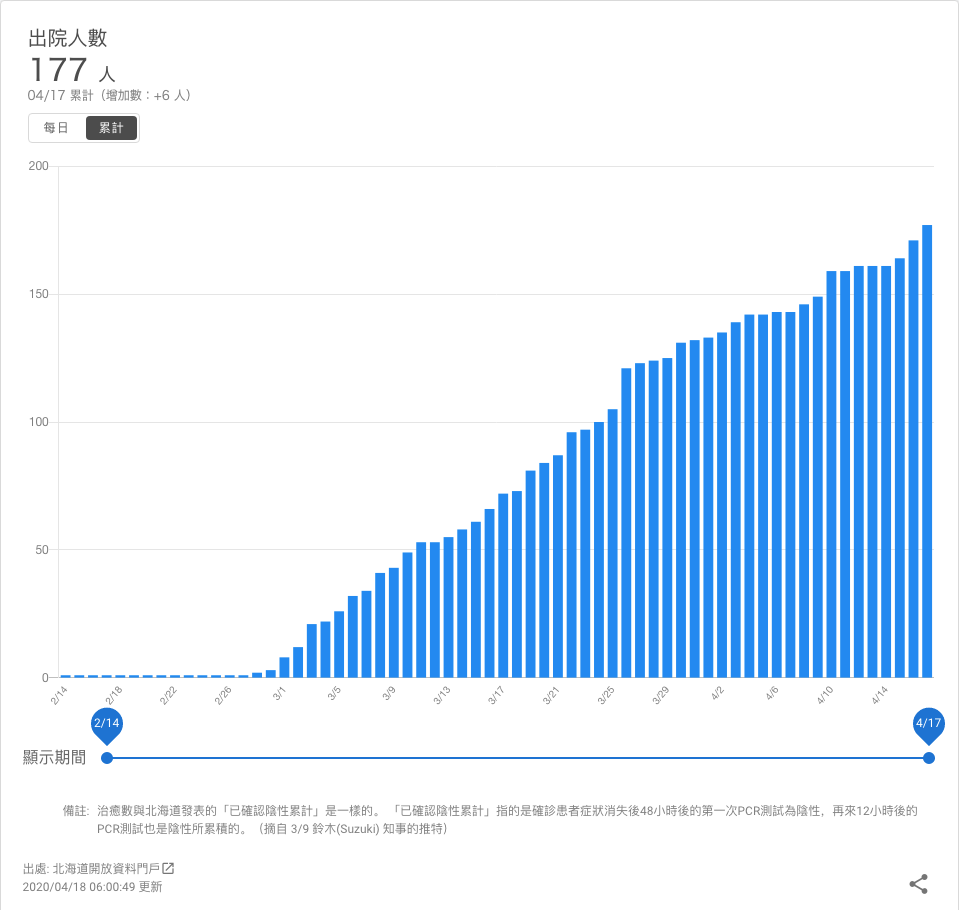 出院人數
177 人
04/17 累計（增加數：+6 人）
每日 累計
200
150
100
50
0
2/14 2/18 2/22 2/26 3/1 3/5 3/9 3/13 3/17 3/21 3/25 3/29 4/2 4/6 4/10 4/14
2/14 4/17
顯示期間
備註: 治癒數與北海道發表的「已確認陰性累計」是一樣的。「已確認陰性累計」指的是確診患者症狀消失後48小時後的第一次PCR測試為陰性，再來12小時後的
PCR測試也是陰性所累積的。（摘自 3/9 鈴木(Suzuki) 知事的推特）
出處: 北海道開放資料門戶
2020/04/18 06:00:49 更新